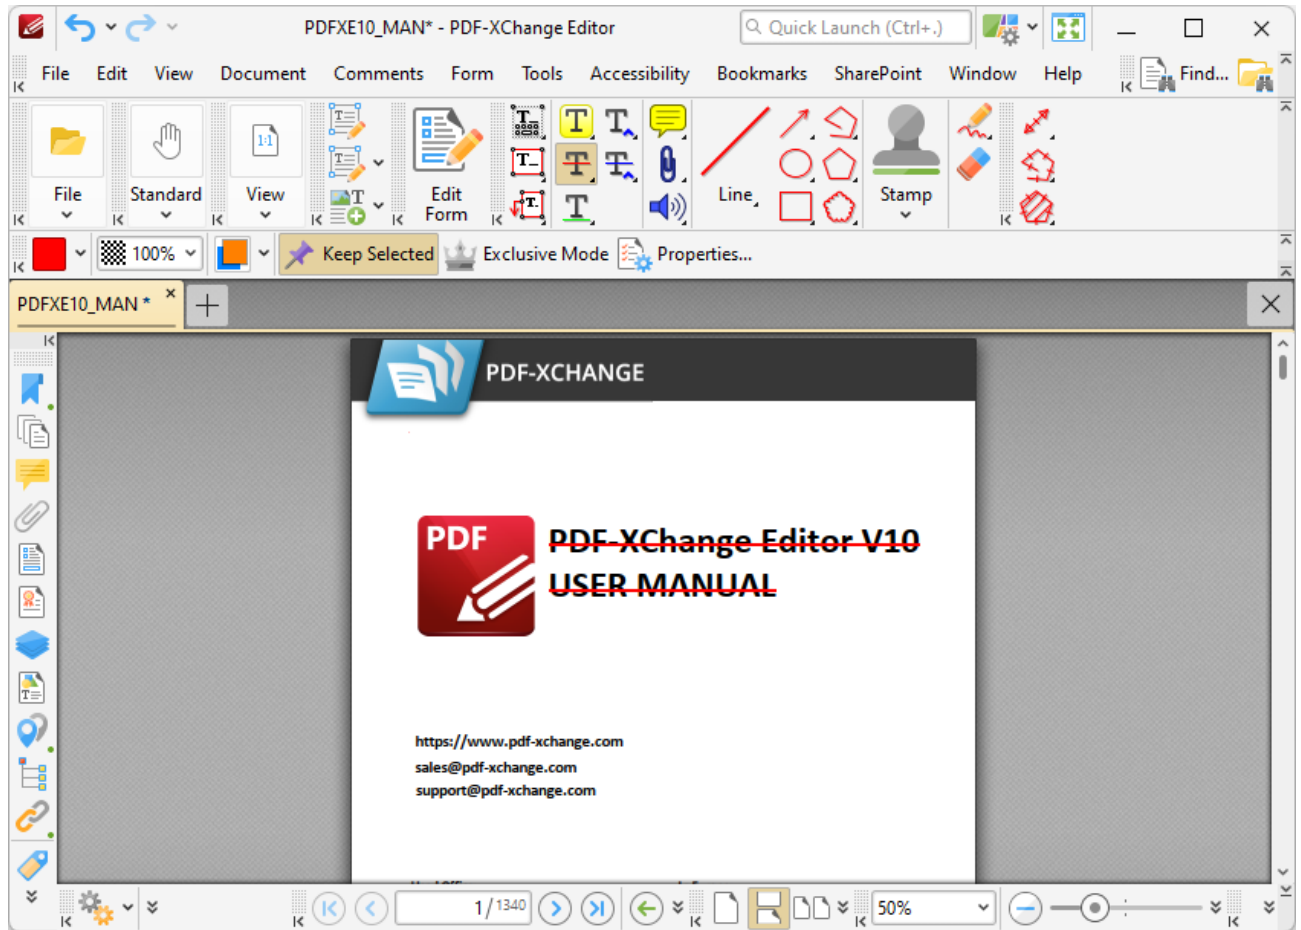 PDFXE10_MAN* - PDF-XChange Editor
Quick Launch (Ctrl+.)
File Edit View Document Comments Form Tools Accessibility Bookmarks SharePoint Window Help
Find...
File
Standard
View
Edit
Form
Line
Stamp
100%
Keep Selected
Exclusive Mode
Properties...
PDFXE10_MAN *
PDF-XCHANGE
PDF
PDF-XChange Editor V10
USER MANUAL
https://www.pdf-xchange.com
sales@pdf-xchange.com
support@pdf-xchange.com
1/1340
50%